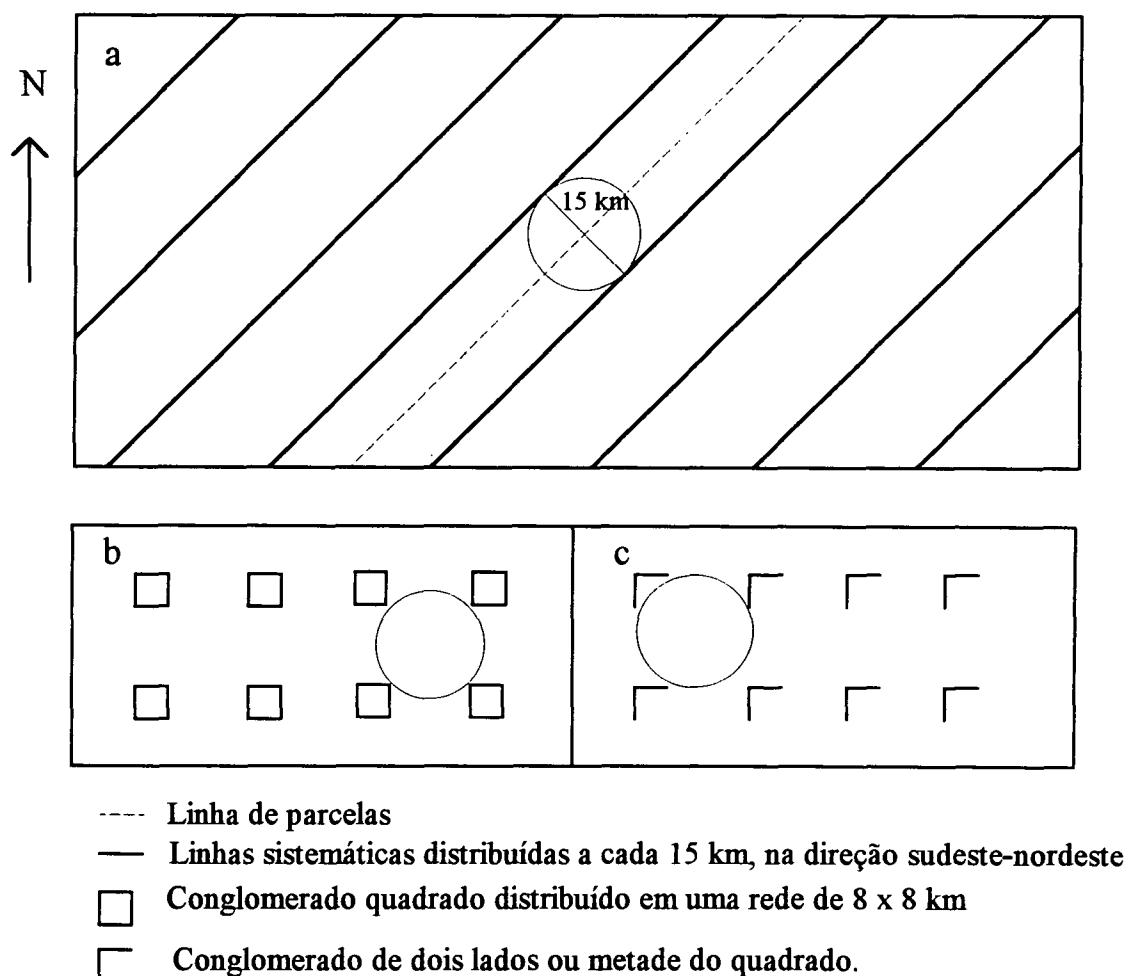 a
N
15 km
b
c
Linha de parcelas
Linhas sistemáticas distribuídas a cada 15 km, na direção sudeste-nordeste
Conglomerado quadrado distribuído em uma rede de 8 x 8 km
Conglomerado de dois lados ou metade do quadrado.